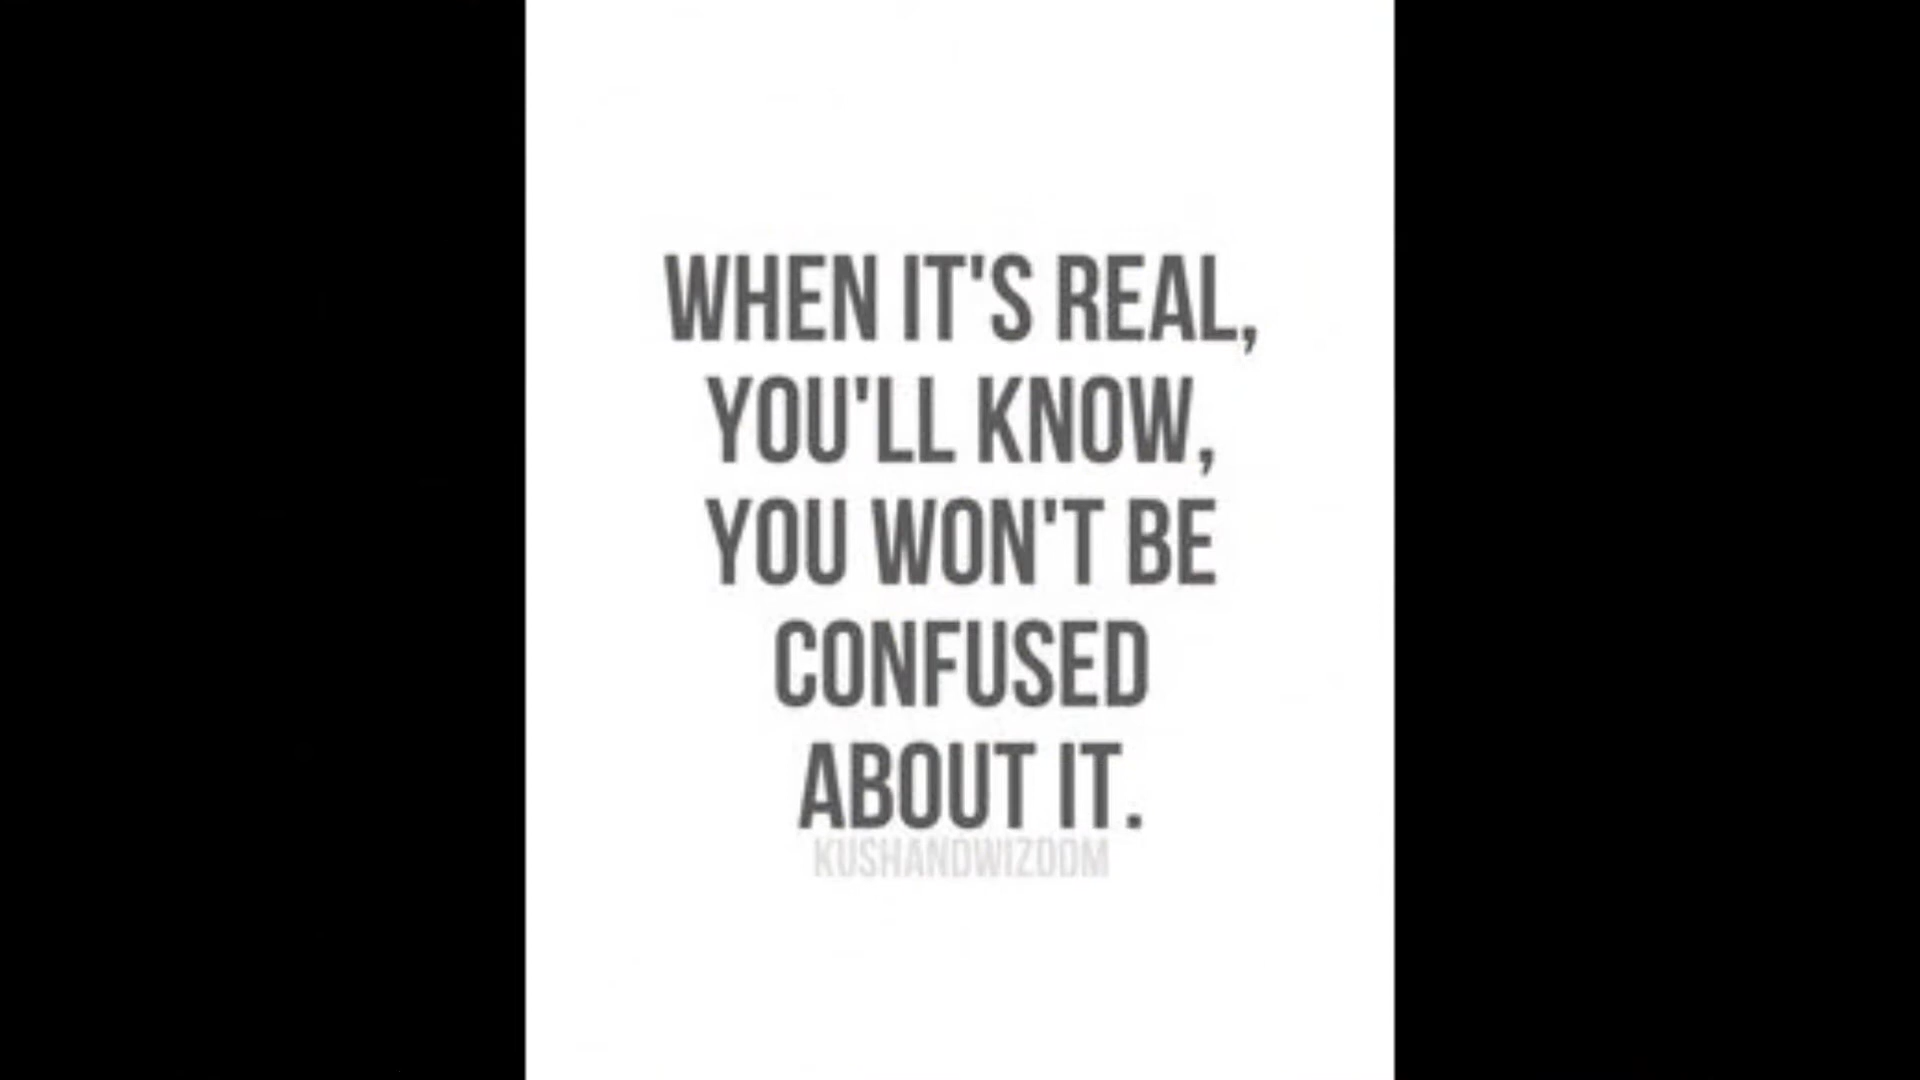 WHEN IT'S REAL,
YOU'LL KNOW,
YOU WON'T BE
CONFUSED
ABOUT IT.
KUSHANDWIZDOM